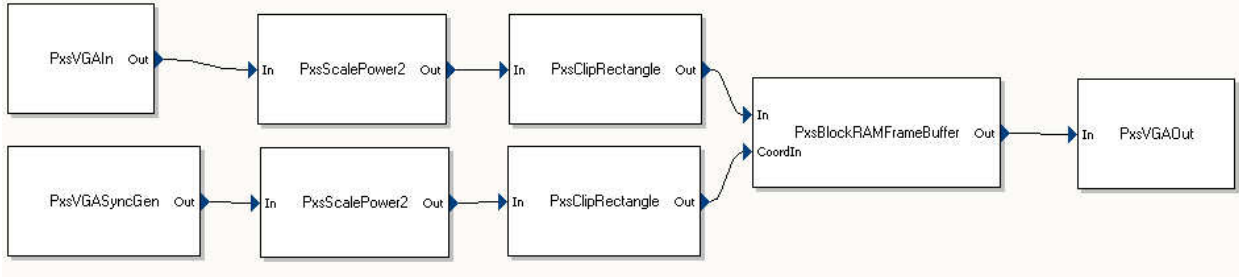 PxsVGAIn Out
In PxsScalePower2 Out
In PxsClipRectangle Out
In
CoordIn
PxsBlockRAMFrameBuffer Out
In PxsVGAOut
PxsVGASyncGen Out
In PxsScalePower2 Out
In PxsClipRectangle Out